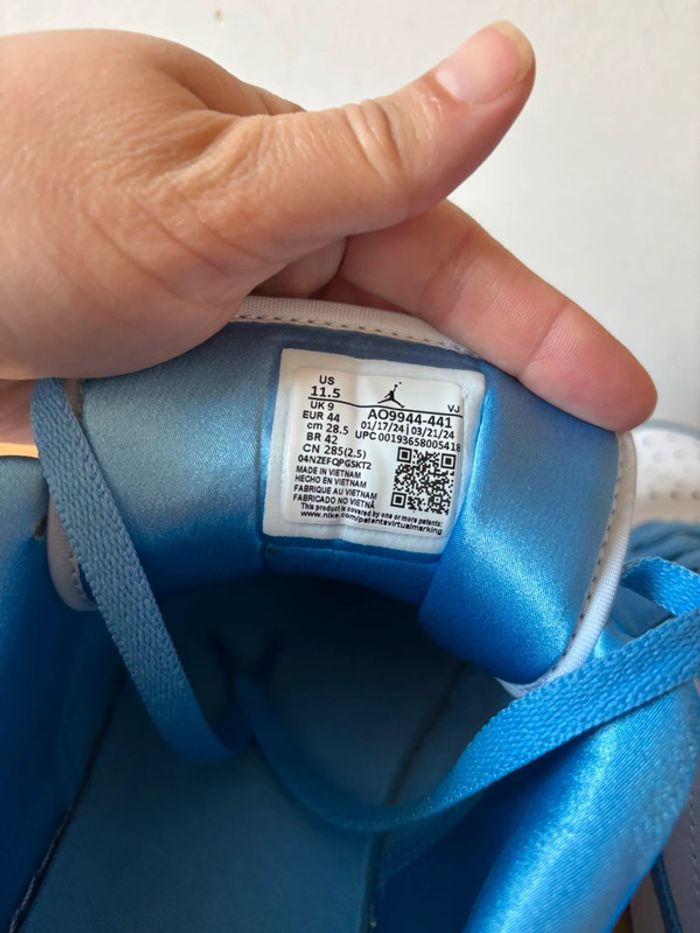 US
11.5
UK 9
EUR 44
cm 28.5
BR 42
CN 285(2.5)
VJ
AO9944-441
01/17/24 | 03/21/24
UPC 00193658005418
04NZEFQPGSKT2
MADE IN VIETNAM
HECHO EN VIETNAM
FABRIQUE AU VIETNAM
FABRICADO NO VIETNÃ
This product is covered by one or more patents:
www.nike.com/patentsvirtualmarking